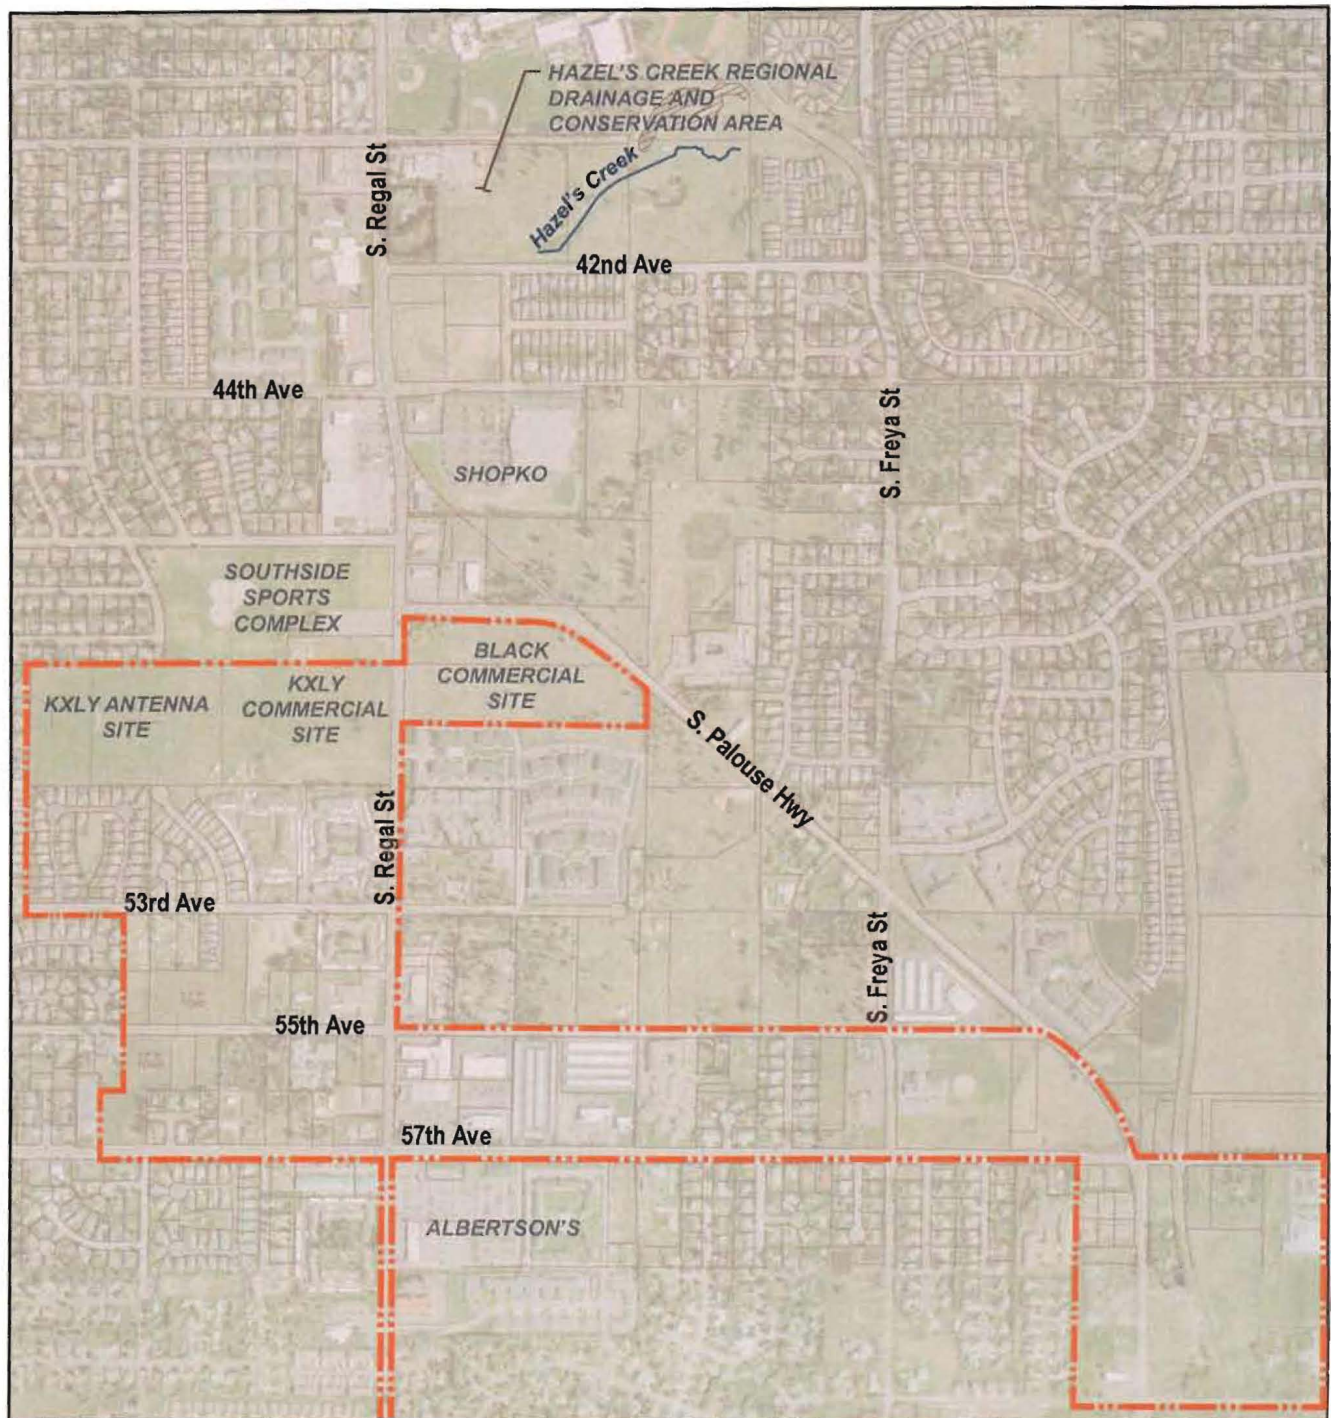 HAZEL'S CREEK REGIONAL
DRAINAGE AND
CONSERVATION AREA
S. Regal St
Hazel's Creek
42nd Ave
44th Ave
S. Freya St
SHOPKO
SOUTHSIDE
SPORTS
COMPLEX
BLACK
COMMERCIAL
SITE
KXLY ANTENNA
SITE
KXLY
COMMERCIAL
SITE
S. Palouse Hwy
S. Regal St
53rd Ave
S. Freya St
55th Ave
57th Ave
ALBERTSON'S